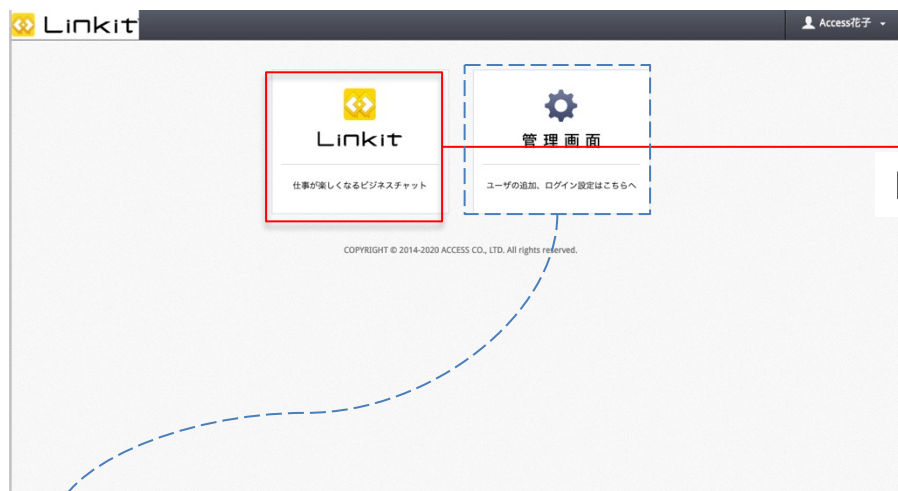 Linkit
Access花子
Linkit
仕事が楽しくなるビジネスチャット
管理画面
ユーザの追加、ログイン設定はこちらへ
COPYRIGHT © 2014-2020 ACCESS CO., LTD. All rights reserved.